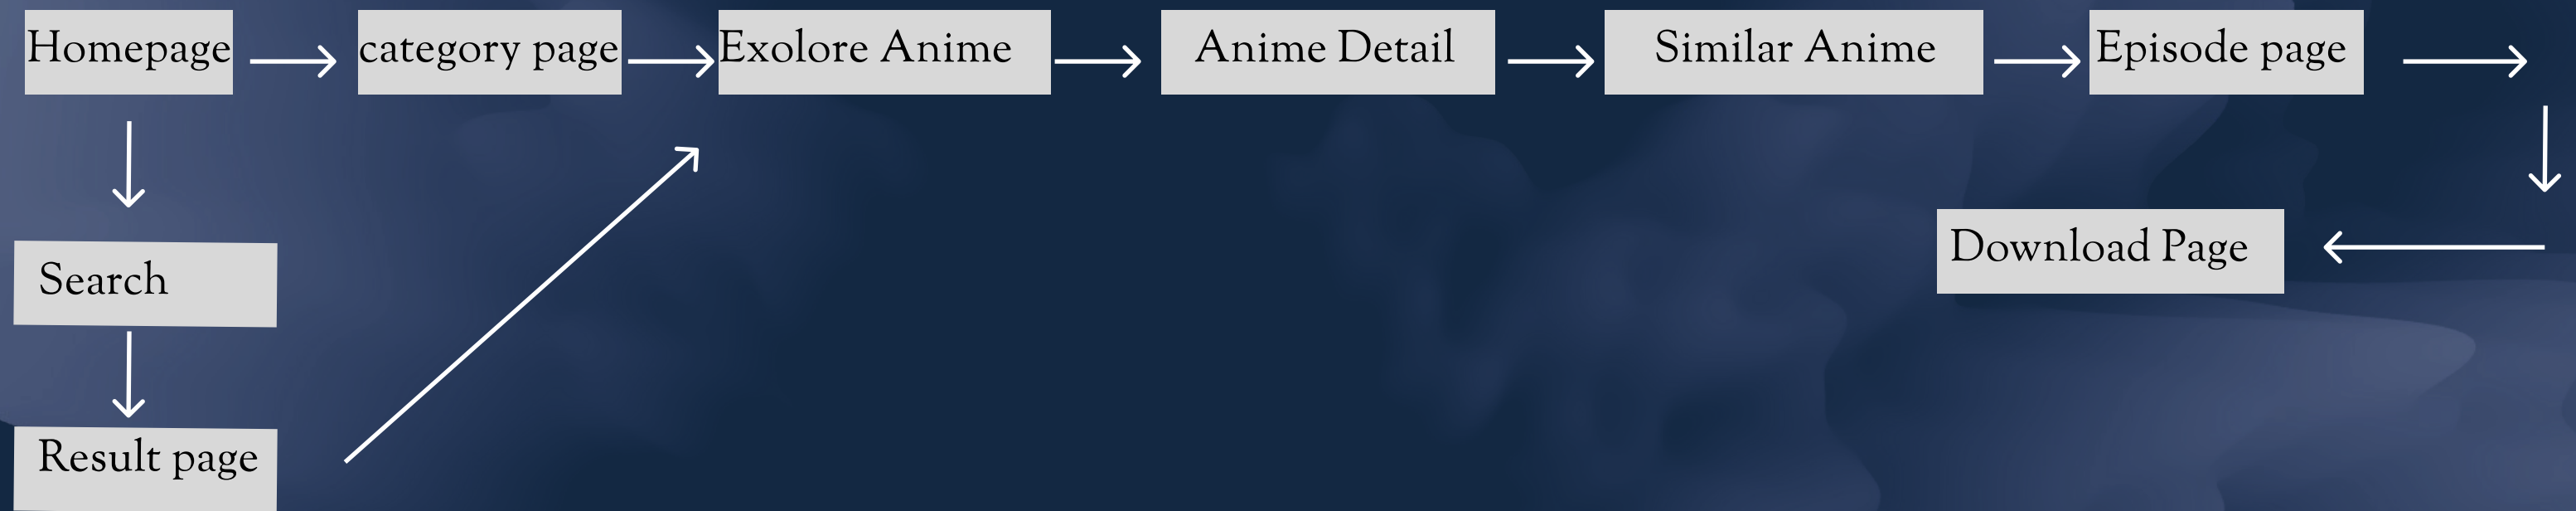 Homepage
category page
Exolore Anime
Anime Detail
Similar Anime
Episode page
Search
Download Page
Result page